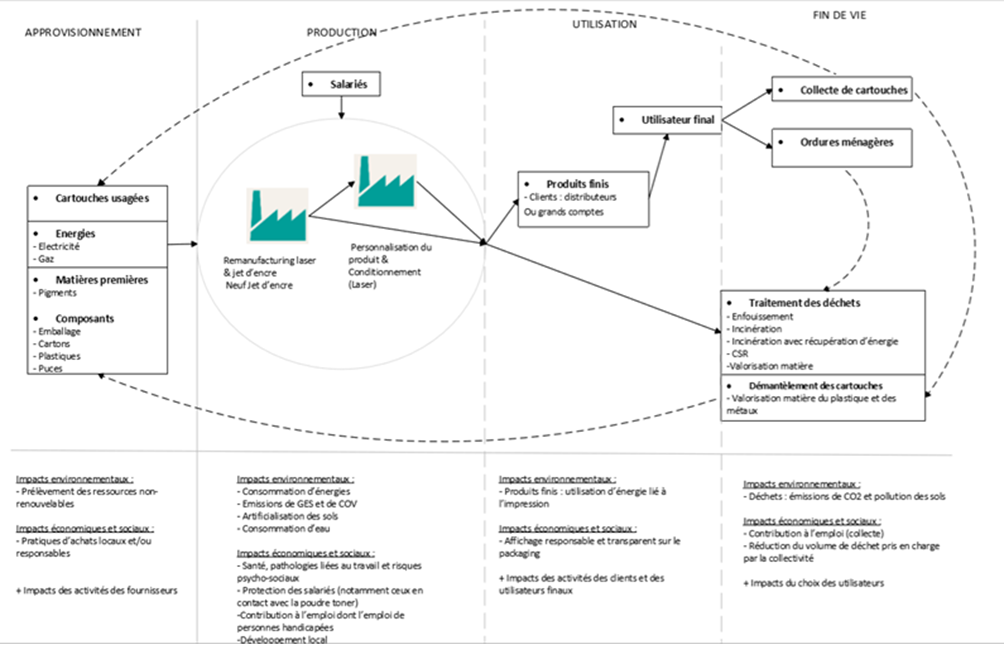 APPROVISIONNEMENT
PRODUCTION
UTILISATION
FIN DE VIE
• Salariés
• Collecte de cartouches
• Utilisateur final
• Ordures ménagères
• Produits finis
- Clients : distributeurs
Ou grands comptes
• Cartouches usagées
• Energies
- Electricité
- Gaz
• Matières premières
- Pigments
• Composants
- Emballage
- Cartons
- Plastiques
- Puces
Remanufacturing laser
& jet d'encre
Neuf Jet d'encre
Personnalisation du
produit &
Conditionnement
(Laser)
• Traitement des déchets
- Enfouissement
- Incinération
- Incinération avec récupération d'énergie
- CSR
-Valorisation matière
• Démantèlement des cartouches
- Valorisation matière du plastique et des
métaux
Impacts environnementaux :
- Prélèvement des ressources non-
renouvelables
Impacts économiques et sociaux :
- Pratiques d'achats locaux et/ou
responsables
+ Impacts des activités des fournisseurs
Impacts environnementaux :
- Consommation d'énergies
- Emissions de GES et de COV
- Artificialisation des sols
- Consommation d'eau
Impacts économiques et sociaux :
- Santé, pathologies liées au travail et risques
psycho-sociaux
- Protection des salariés (notamment ceux en
contact avec la poudre toner)
-Contribution à l'emploi dont l'emploi de
personnes handicapées
-Développement local
Impacts environnementaux :
- Produits finis : utilisation d'énergie lié à
l'impression
Impacts économiques et sociaux :
- Affichage responsable et transparent sur le
packaging
+ Impacts des activités des clients et des
utilisateurs finaux
Impacts environnementaux :
- Déchets : émissions de CO2 et pollution des sols
Impacts économiques et sociaux :
- Contribution à l'emploi (collecte)
- Réduction du volume de déchet pris en charge
par la collectivité
+ Impacts du choix des utilisateurs